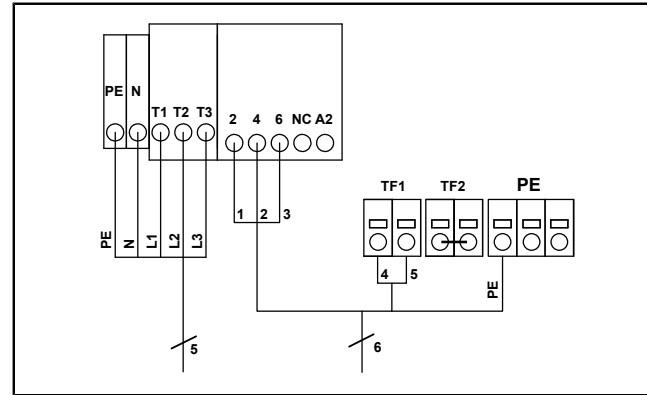 PE N
T1 T2 T3
2 4 6 NC A2
TF1 TF2 PE
1 2 3
PE N L1 L2 L3
4 5
PE
5
6